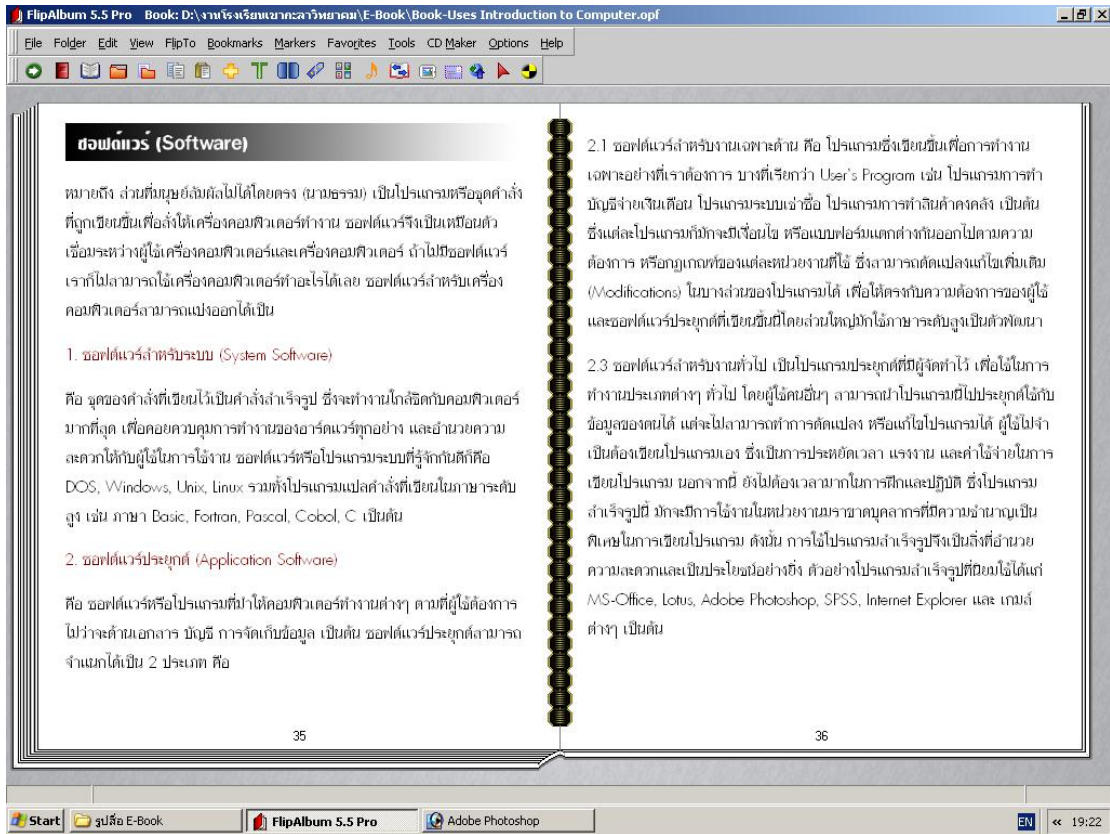 FlipAlbum 5.5 Pro Book: D:\งานโรงเรียนเขากะลาวิทยาคม\E-Book\Book-Uses Introduction to Computer.opf
File Folder Edit View FlipTo Bookmarks Markers Favorites Tools CD Maker Options Help
ซอฟต์แวร์ (Software)
หมายถึง ส่วนที่มนุษย์สัมผัสไม่ได้โดยตรง (นามธรรม) เป็นโปรแกรมหรือชุดคำสั่ง
ที่ถูกเขียนขึ้นเพื่อสั่งให้เครื่องคอมพิวเตอร์ทำงาน ซอฟต์แวร์จึงเป็นเหมือนตัว
เชื่อมระหว่างผู้ใช้เครื่องคอมพิวเตอร์และเครื่องคอมพิวเตอร์ ถ้าไม่มีซอฟต์แวร์
เราก็ไม่สามารถใช้เครื่องคอมพิวเตอร์ทำอะไรได้เลย ซอฟต์แวร์สำหรับเครื่อง
คอมพิวเตอร์สามารถแบ่งออกได้เป็น
1. ซอฟต์แวร์สำหรับระบบ (System Software)
คือ ชุดของคำสั่งที่เขียนไว้เป็นคำสั่งสำเร็จรูป ซึ่งจะทำงานใกล้ชิดกับคอมพิวเตอร์
มากที่สุด เพื่อคอยควบคุมการทำงานของฮาร์ดแวร์ทุกอย่าง และอำนวยความ
สะดวกให้กับผู้ใช้ในการใช้งาน ซอฟต์แวร์หรือโปรแกรมระบบที่รู้จักกันดีก็คือ
DOS, Windows, Unix, Linux รวมทั้งโปรแกรมแปลคำสั่งที่เขียนในภาษาระดับ
สูง เช่น ภาษา Basic, Fortran, Pascal, Cobol, C เป็นต้น
2. ซอฟต์แวร์ประยุกต์ (Application Software)
คือ ซอฟต์แวร์หรือโปรแกรมที่มาให้คอมพิวเตอร์ทำงานต่างๆ ตามที่ผู้ใช้ต้องการ
ไม่ว่าจะด้านเอกสาร บัญชี การจัดเก็บข้อมูล เป็นต้น ซอฟต์แวร์ประยุกต์สามารถ
จำแนกได้เป็น 2 ประเภท คือ
35
2.1 ซอฟต์แวร์สำหรับงานเฉพาะด้าน คือ โปรแกรมซึ่งเขียนขึ้นเพื่อการทำงาน
เฉพาะอย่างที่เราต้องการ บางที่เรียกว่า User's Program เช่น โปรแกรมการทำ
บัญชีจ่ายเงินเดือน โปรแกรมระบบเช่าซื้อ โปรแกรมการทำสินค้าคงคลัง เป็นต้น
ซึ่งแต่ละโปรแกรมก็มักจะมีเงื่อนไข หรือแบบฟอร์มแตกต่างกันออกไปตามความ
ต้องการ หรือกฏเกณฑ์ของแต่ละหน่วยงานที่ใช้ ซึ่งสามารถดัดแปลงแก้ไขเพิ่มเติม
(Modifications) ในบางส่วนของโปรแกรมได้ เพื่อให้ตรงกับความต้องการของผู้ใช้
และซอฟต์แวร์ประยุกต์ที่เขียนขึ้นนี้โดยส่วนใหญ่มักใช้ภาษาระดับสูงเป็นตัวพัฒนา
2.3 ซอฟต์แวร์สำหรับงานทั่วไป เป็นโปรแกรมประยุกต์ที่มีผู้จัดทำไว้ เพื่อใช้ในการ
ทำงานประเภทต่างๆ ทั่วไป โดยผู้ใช้คนอื่นๆ สามารถนำโปรแกรมนี้ไปประยุกต์ใช้กับ
ข้อมูลของตนได้ แต่จะไม่สามารถทำการดัดแปลง หรือแก้ไขโปรแกรมได้ ผู้ใช้ไม่จำ
เป็นต้องเขียนโปรแกรมเอง ซึ่งเป็นการประหยัดเวลา แรงงาน และค่าใช้จ่ายในการ
เขียนโปรแกรม นอกจากนี้ ยังไม่ต้องเวลามากในการฝึกและปฏิบัติ ซึ่งโปรแกรม
สำเร็จรูปนี้ มักจะมีการใช้งานในหน่วยงานมราขาดบุคลากรที่มีความชำนาญเป็น
พิเศษในการเขียนโปรแกรม ดังนั้น การใช้โปรแกรมสำเร็จรูปจึงเป็นสิ่งที่อำนวย
ความสะดวกและเป็นประโยชน์อย่างยิ่ง ตัวอย่างโปรแกรมสำเร็จรูปที่นิยมใช้ได้แก่
MS-Office, Lotus, Adobe Photoshop, SPSS, Internet Explorer และ เกมส์
ต่างๆ เป็นต้น
36
Start รูปสื่อ E-Book FlipAlbum 5.5 Pro Adobe Photoshop EN « 19:22